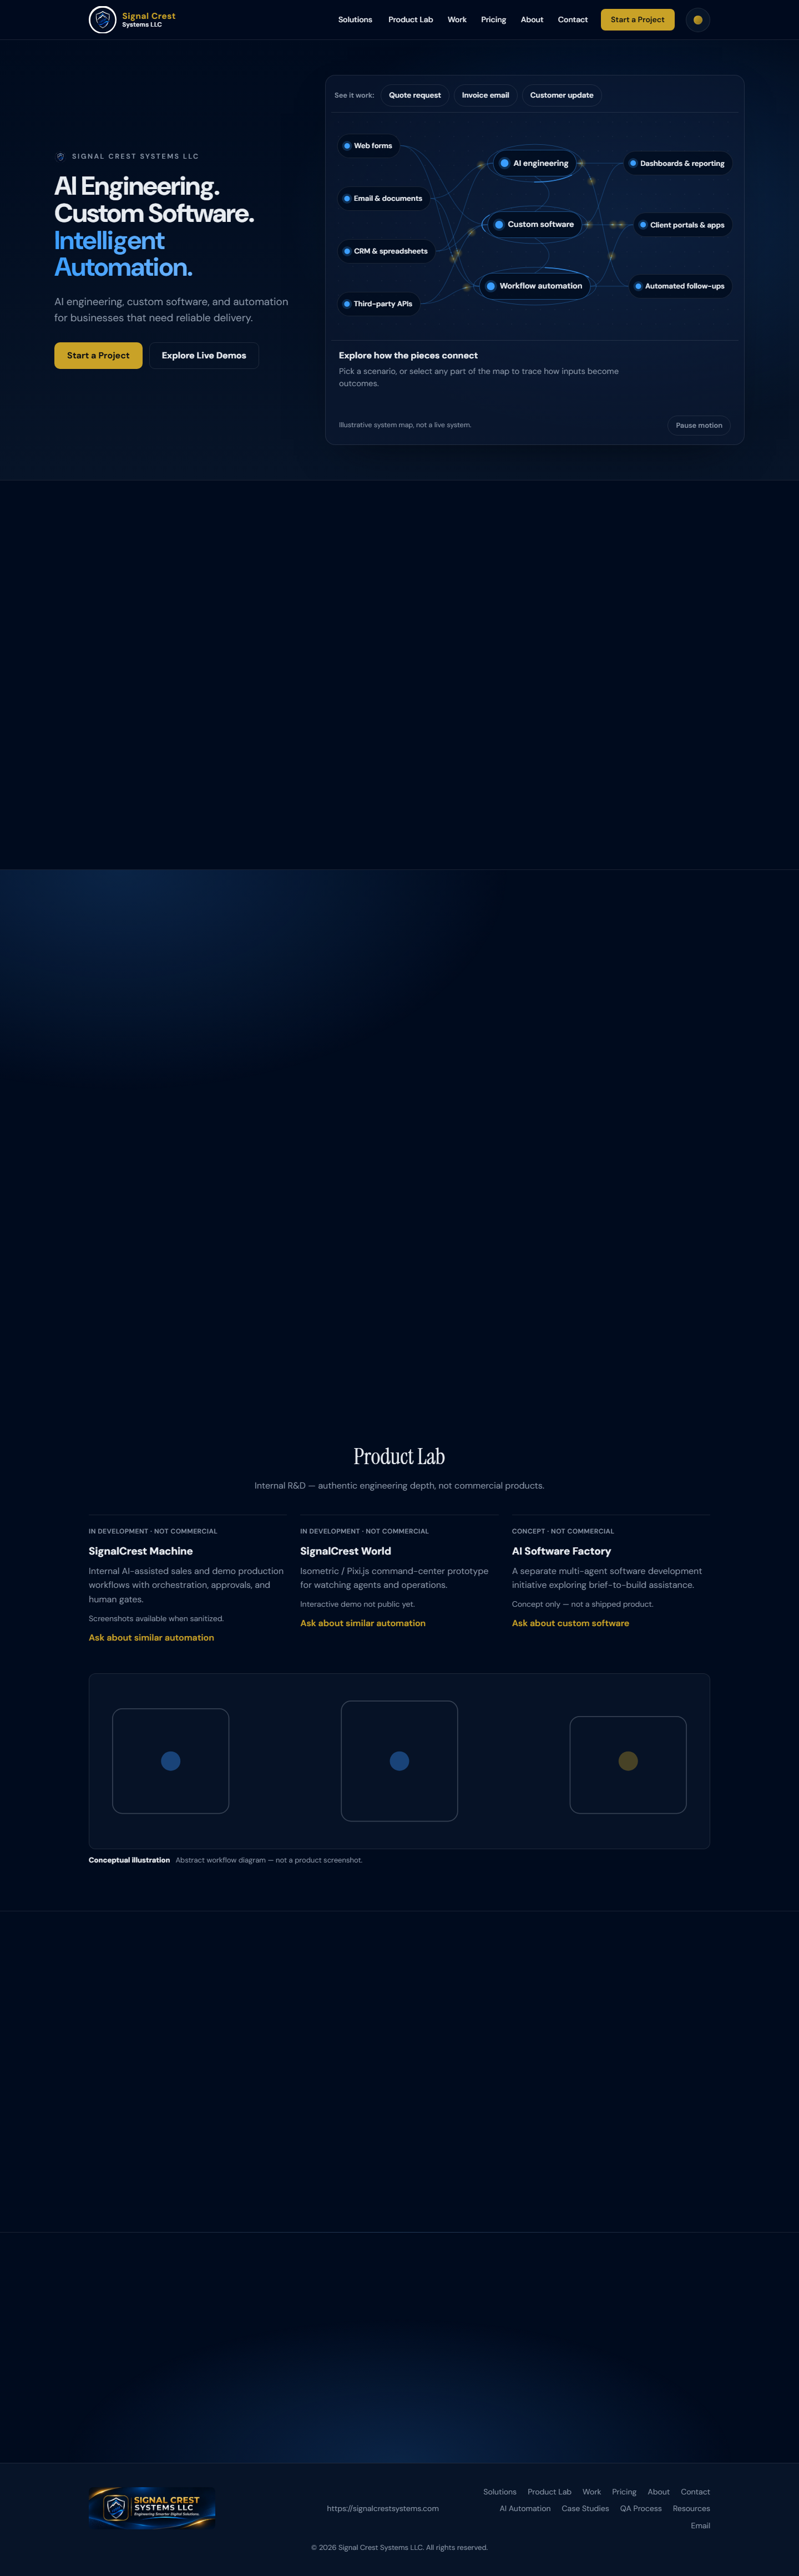 Signal Crest
Systems LLC
Solutions
Product Lab
Work
Pricing
About
Contact
Start a Project
SIGNAL CREST SYSTEMS LLC
AI Engineering.
Custom Software.
Intelligent
Automation.
AI engineering, custom software, and automation
for businesses that need reliable delivery.
Start a Project
Explore Live Demos
See it work:
Quote request
Invoice email
Customer update
Web forms
Email & documents
CRM & spreadsheets
Third-party APIs
AI engineering
Custom software
Workflow automation
Dashboards & reporting
Client portals & apps
Automated follow-ups
Explore how the pieces connect
Pick a scenario, or select any part of the map to trace how inputs become
outcomes.
Illustrative system map, not a live system.
Pause motion
Product Lab
Internal R&D — authentic engineering depth, not commercial products.
IN DEVELOPMENT · NOT COMMERCIAL
SignalCrest Machine
Internal AI-assisted sales and demo production
workflows with orchestration, approvals, and
human gates.
Screenshots available when sanitized.
Ask about similar automation
IN DEVELOPMENT · NOT COMMERCIAL
SignalCrest World
Isometric / Pixi.js command-center prototype
for watching agents and operations.
Interactive demo not public yet.
Ask about similar automation
CONCEPT · NOT COMMERCIAL
AI Software Factory
A separate multi-agent software development
initiative exploring brief-to-build assistance.
Concept only — not a shipped product.
Ask about custom software
Conceptual illustration Abstract workflow diagram — not a product screenshot.
SIGNAL CREST
SYSTEMS LLC
Engineering Smarter Digital Solutions
https://signalcrestsystems.com
Solutions
Product Lab
Work
Pricing
About
Contact
AI Automation
Case Studies
QA Process
Resources
Email
© 2026 Signal Crest Systems LLC. All rights reserved.